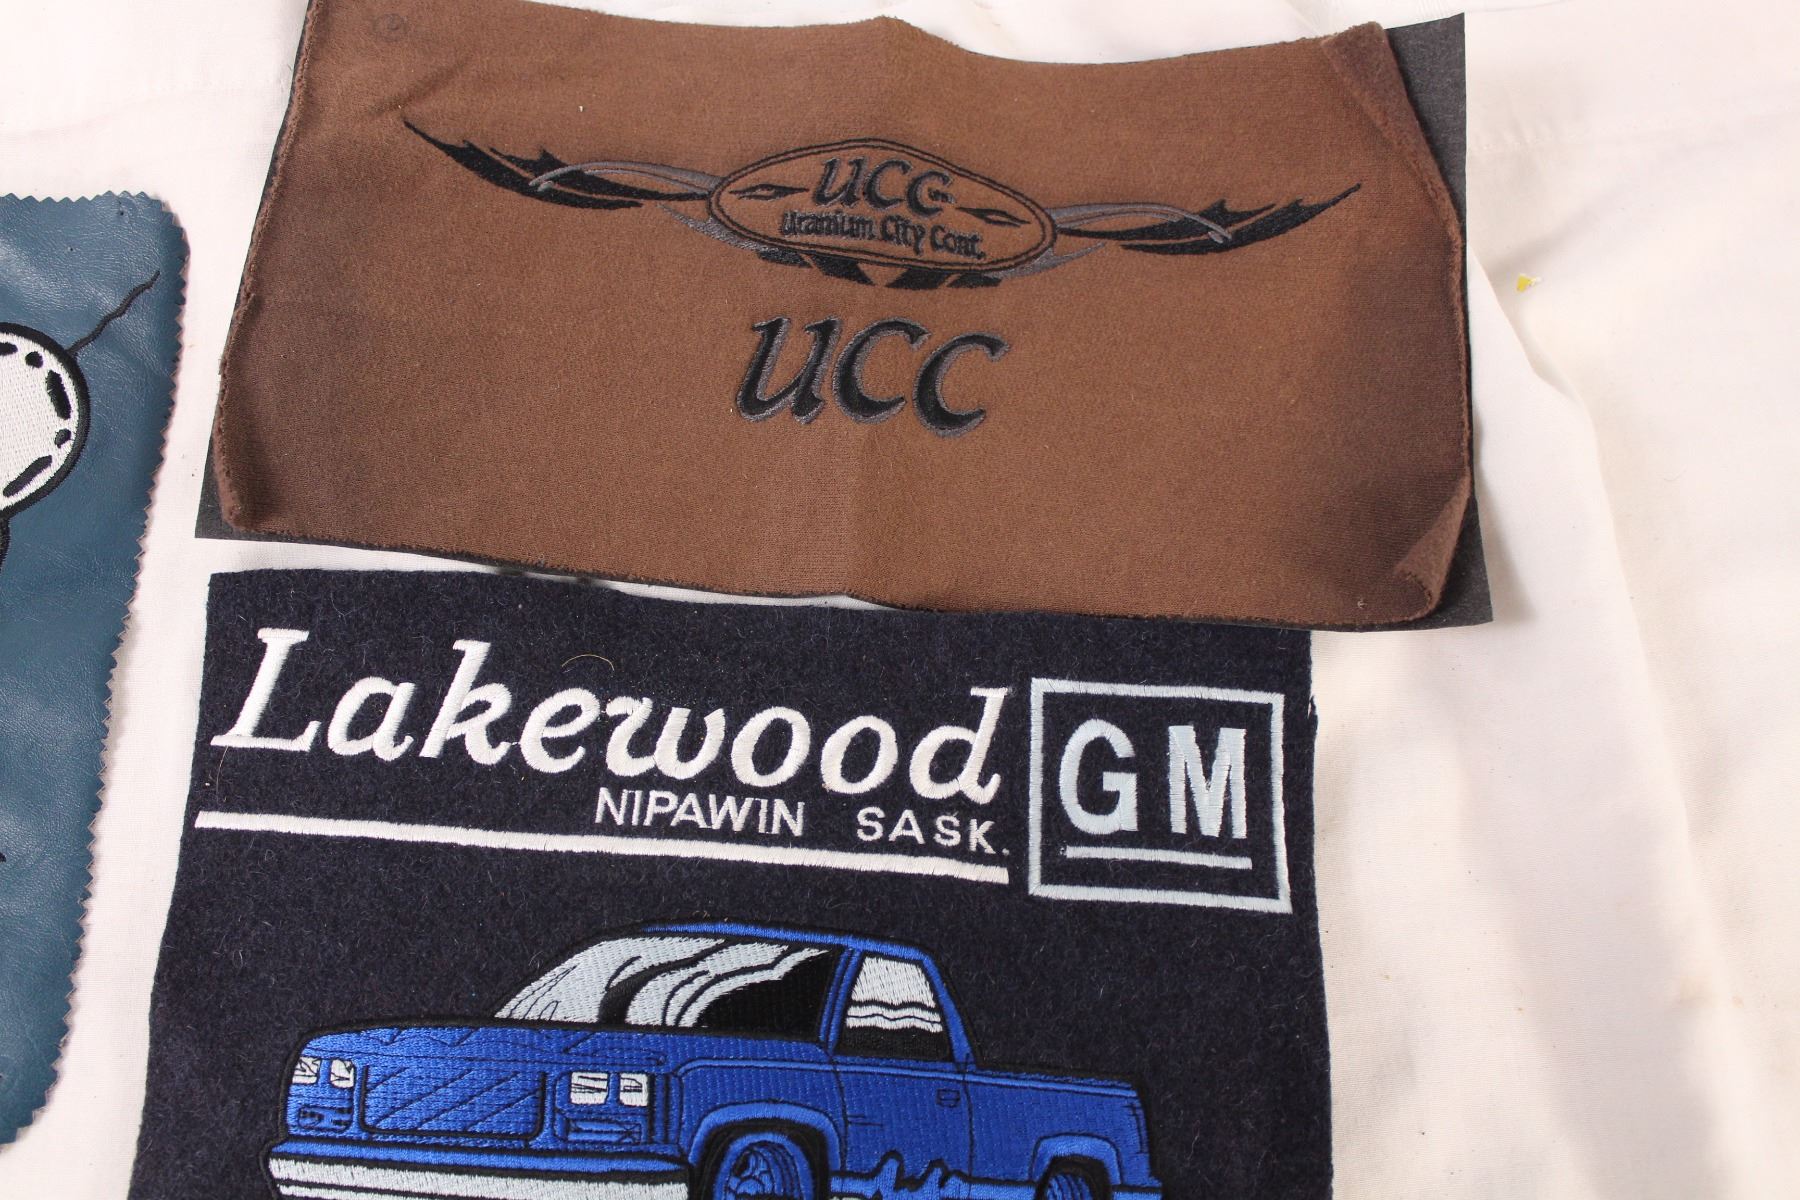 UCC
Uranium City Cont.
UCC
Lakewood
NIPAWIN SASK.
GM